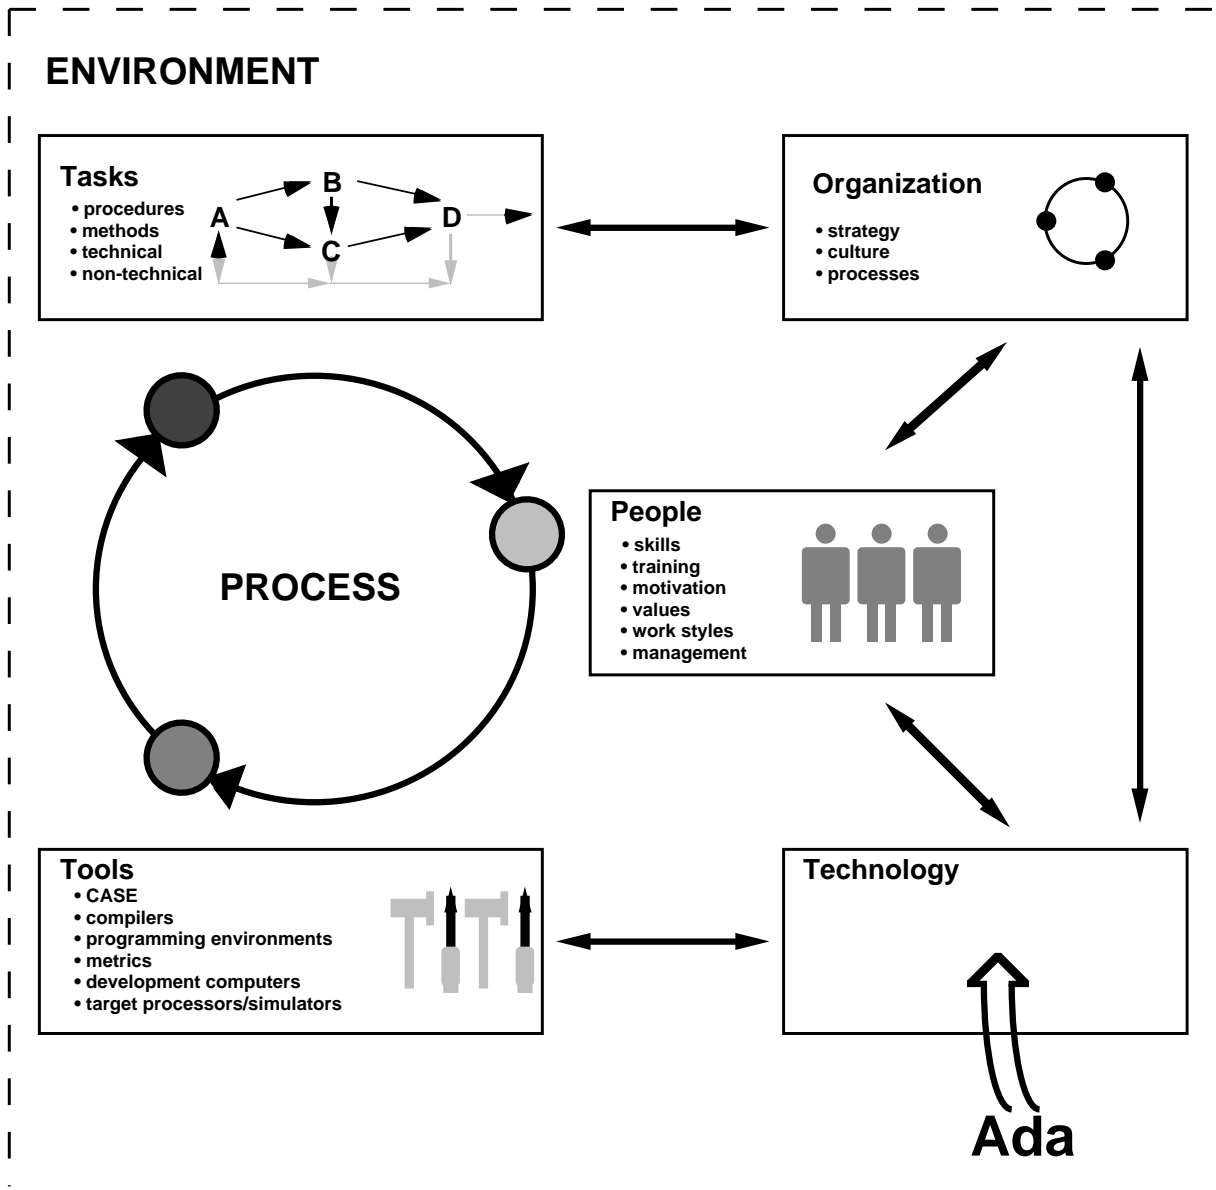 ENVIRONMENT
Tasks
• procedures
• methods
• technical
• non-technical
A
B
C
D
Organization
• strategy
• culture
• processes
PROCESS
People
• skills
• training
• motivation
• values
• work styles
• management
Tools
• CASE
• compilers
• programming environments
• metrics
• development computers
• target processors/simulators
Technology
Ada